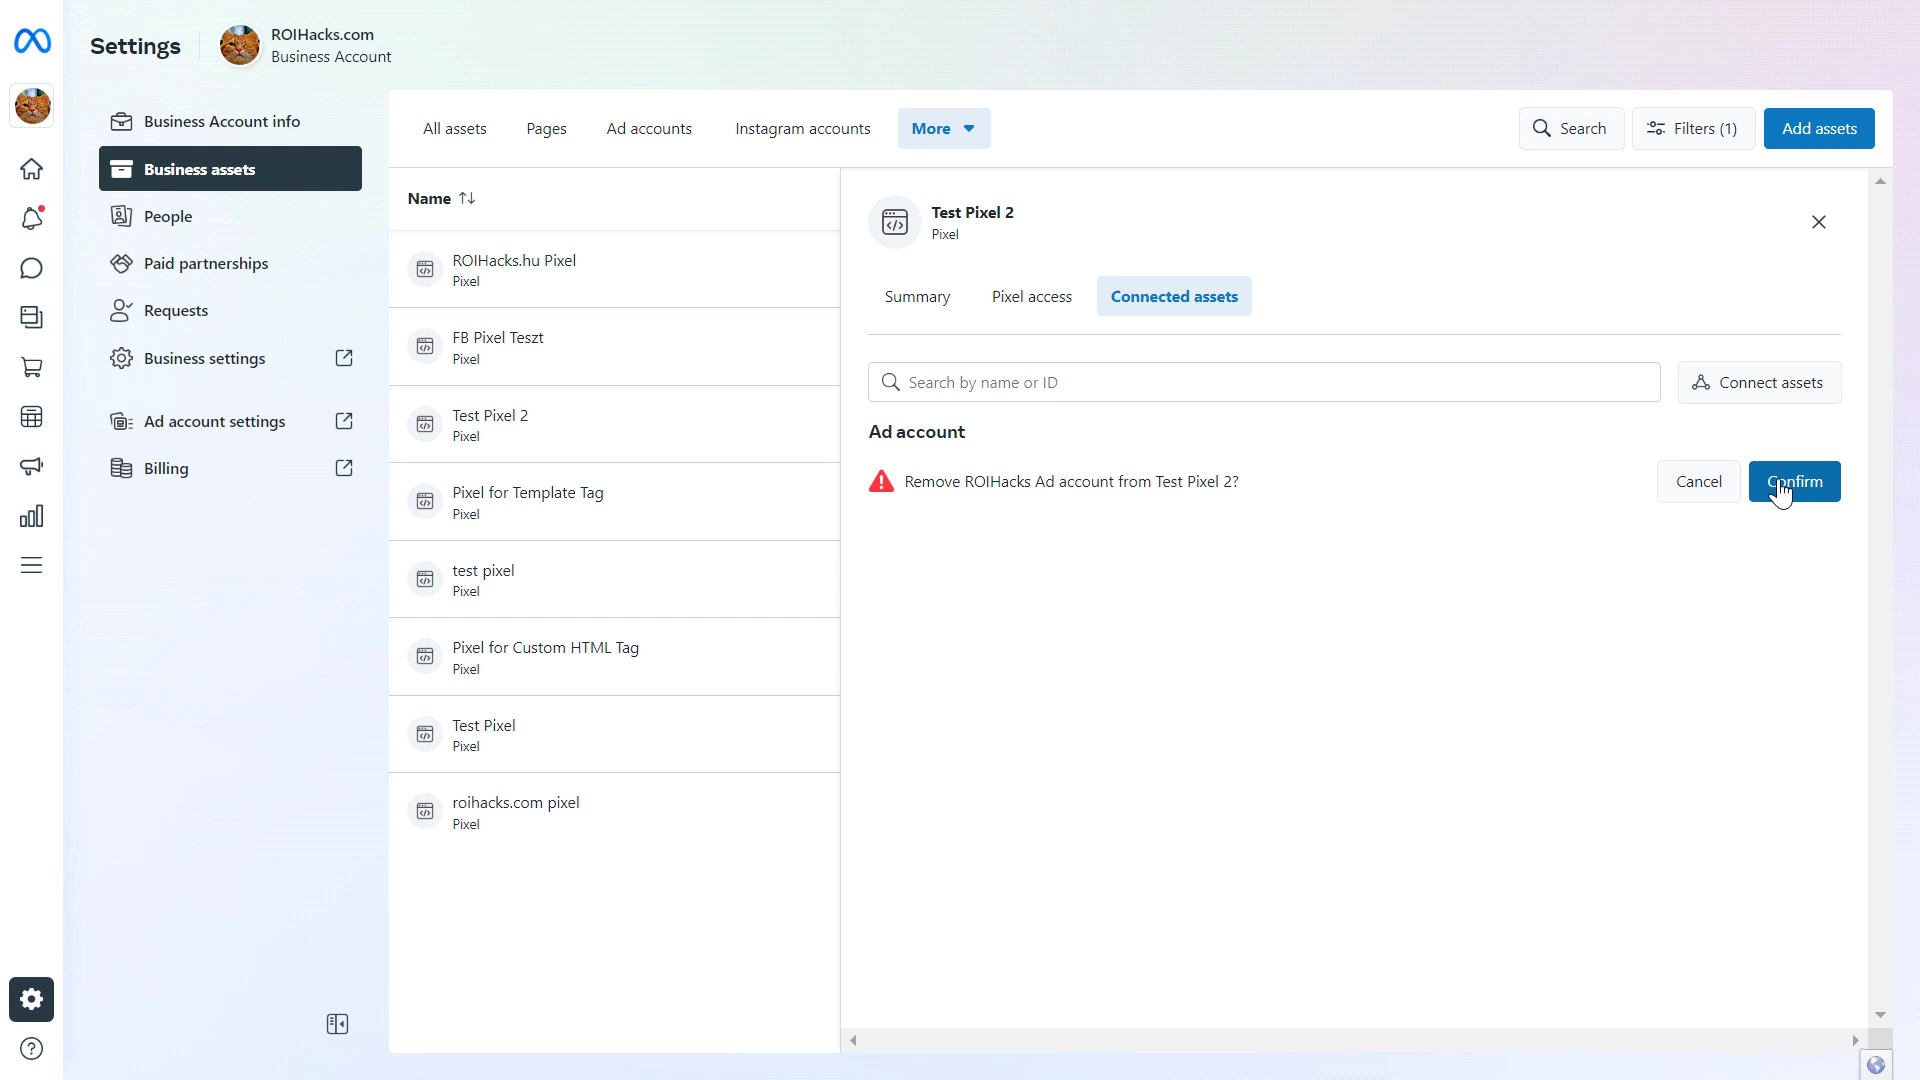 Settings
ROIHacks.com
Business Account
Business Account info
Business assets
People
Paid partnerships
Requests
Business settings
Ad account settings
Billing
All assets
Pages
Ad accounts
Instagram accounts
More
Search
Filters (1)
Add assets
Name
ROIHacks.hu Pixel
Pixel
FB Pixel Teszt
Pixel
Test Pixel 2
Pixel
Pixel for Template Tag
Pixel
test pixel
Pixel
Pixel for Custom HTML Tag
Pixel
Test Pixel
Pixel
roihacks.com pixel
Pixel
Test Pixel 2
Pixel
Summary
Pixel access
Connected assets
Search by name or ID
Connect assets
Ad account
Remove ROIHacks Ad account from Test Pixel 2?
Cancel
Confirm